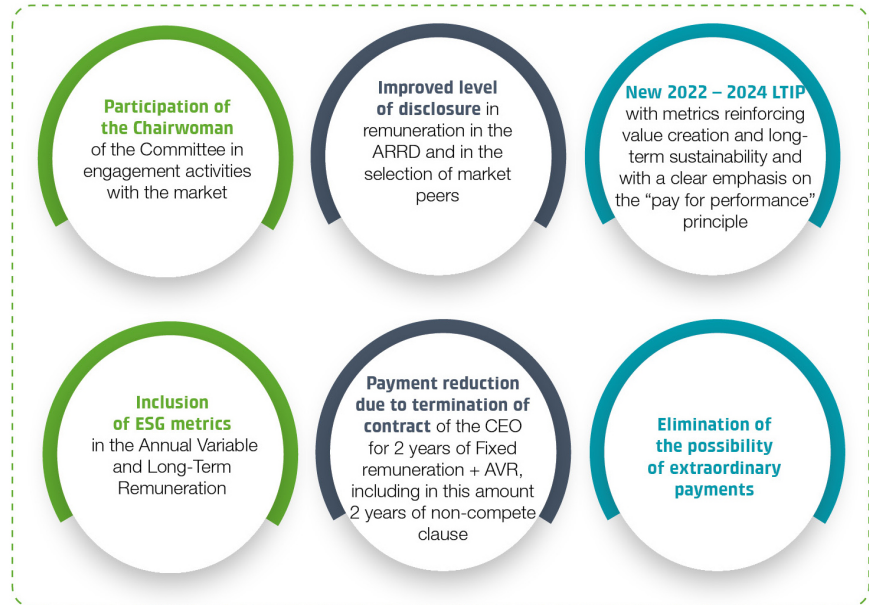 Participation of
the Chairwoman
of the Committee in
engagement activities
with the market
Improved level
of disclosure in
remuneration in the
ARRD and in the
selection of market
peers
New 2022 – 2024 LTIP
with metrics reinforcing
value creation and long-
term sustainability and
with a clear emphasis on
the “pay for performance”
principle
Inclusion
of ESG metrics
in the Annual Variable
and Long-Term
Remuneration
Payment reduction
due to termination of
contract of the CEO
for 2 years of Fixed
remuneration + AVR,
including in this amount
2 years of non-compete
clause
Elimination of
the possibility
of extraordinary
payments